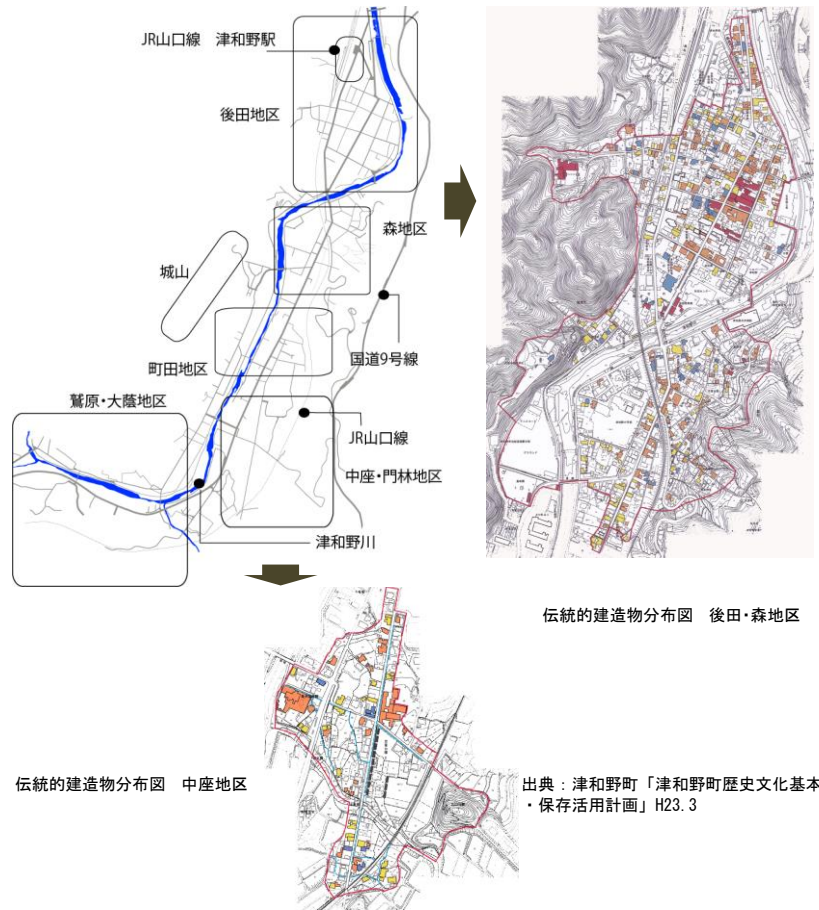 JR山口線　津和野駅
後田地区
森地区
城山
町田地区
国道9号線
鷲原・大蔭地区
JR山口線
中座・門林地区
津和野川
伝統的建造物分布図　後田・森地区
伝統的建造物分布図　中座地区
出典：津和野町「津和野町歴史文化基本
・保存活用計画」H23.3